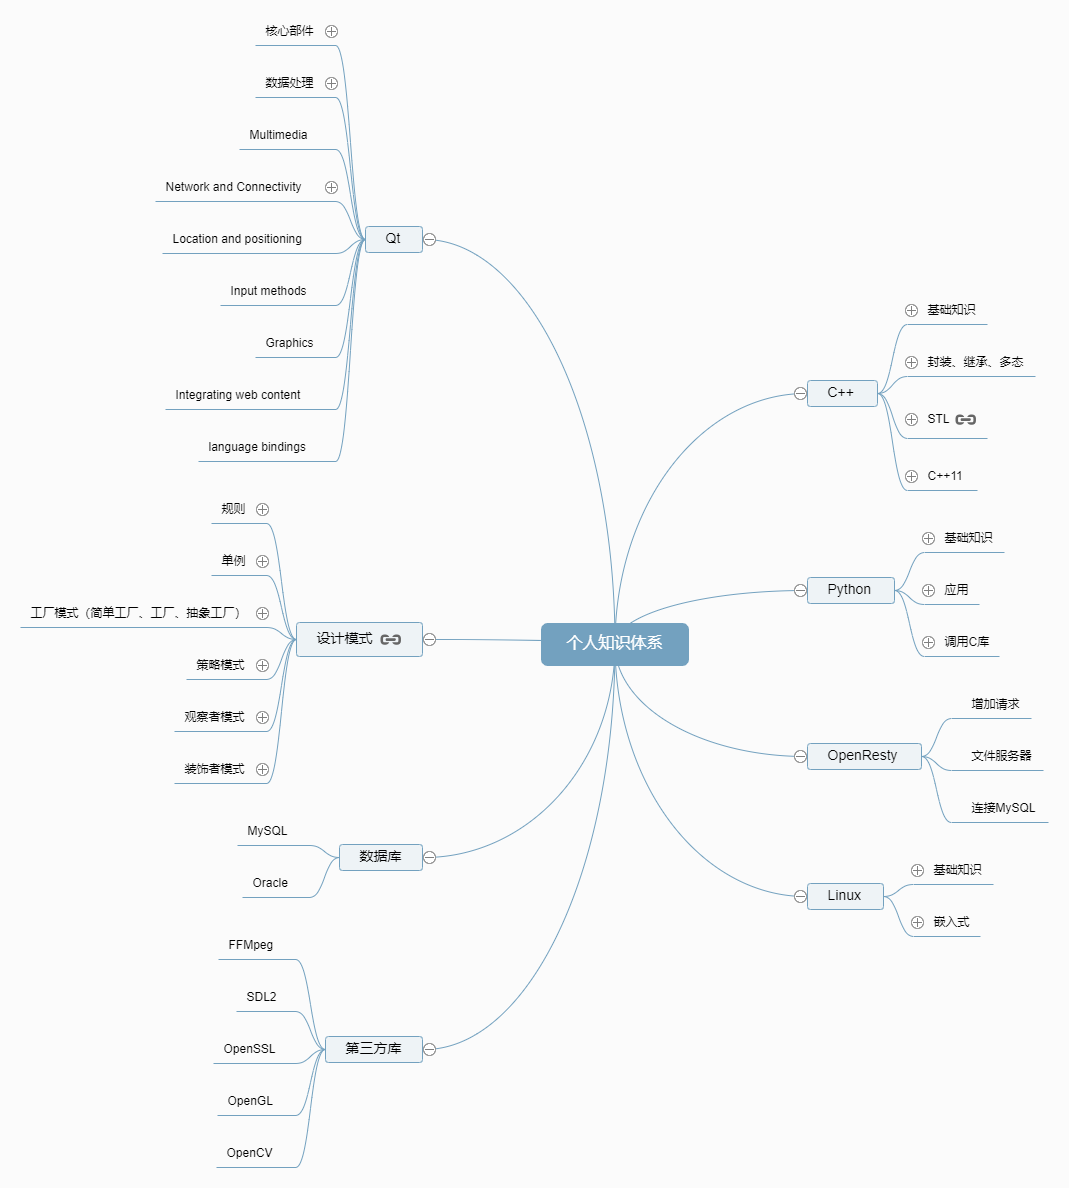 核心部件
数据处理
Multimedia
Network and Connectivity
Location and positioning
Input methods
Graphics
Integrating web content
language bindings
Qt
规则
单例
工厂模式（简单工厂、工厂、抽象工厂）
策略模式
观察者模式
装饰者模式
设计模式
MySQL
Oracle
数据库
FFMpeg
SDL2
OpenSSL
OpenGL
OpenCV
第三方库
个人知识体系
C++
基础知识
封装、继承、多态
STL
C++11
Python
基础知识
应用
调用C库
OpenResty
增加请求
文件服务器
连接MySQL
Linux
基础知识
嵌入式